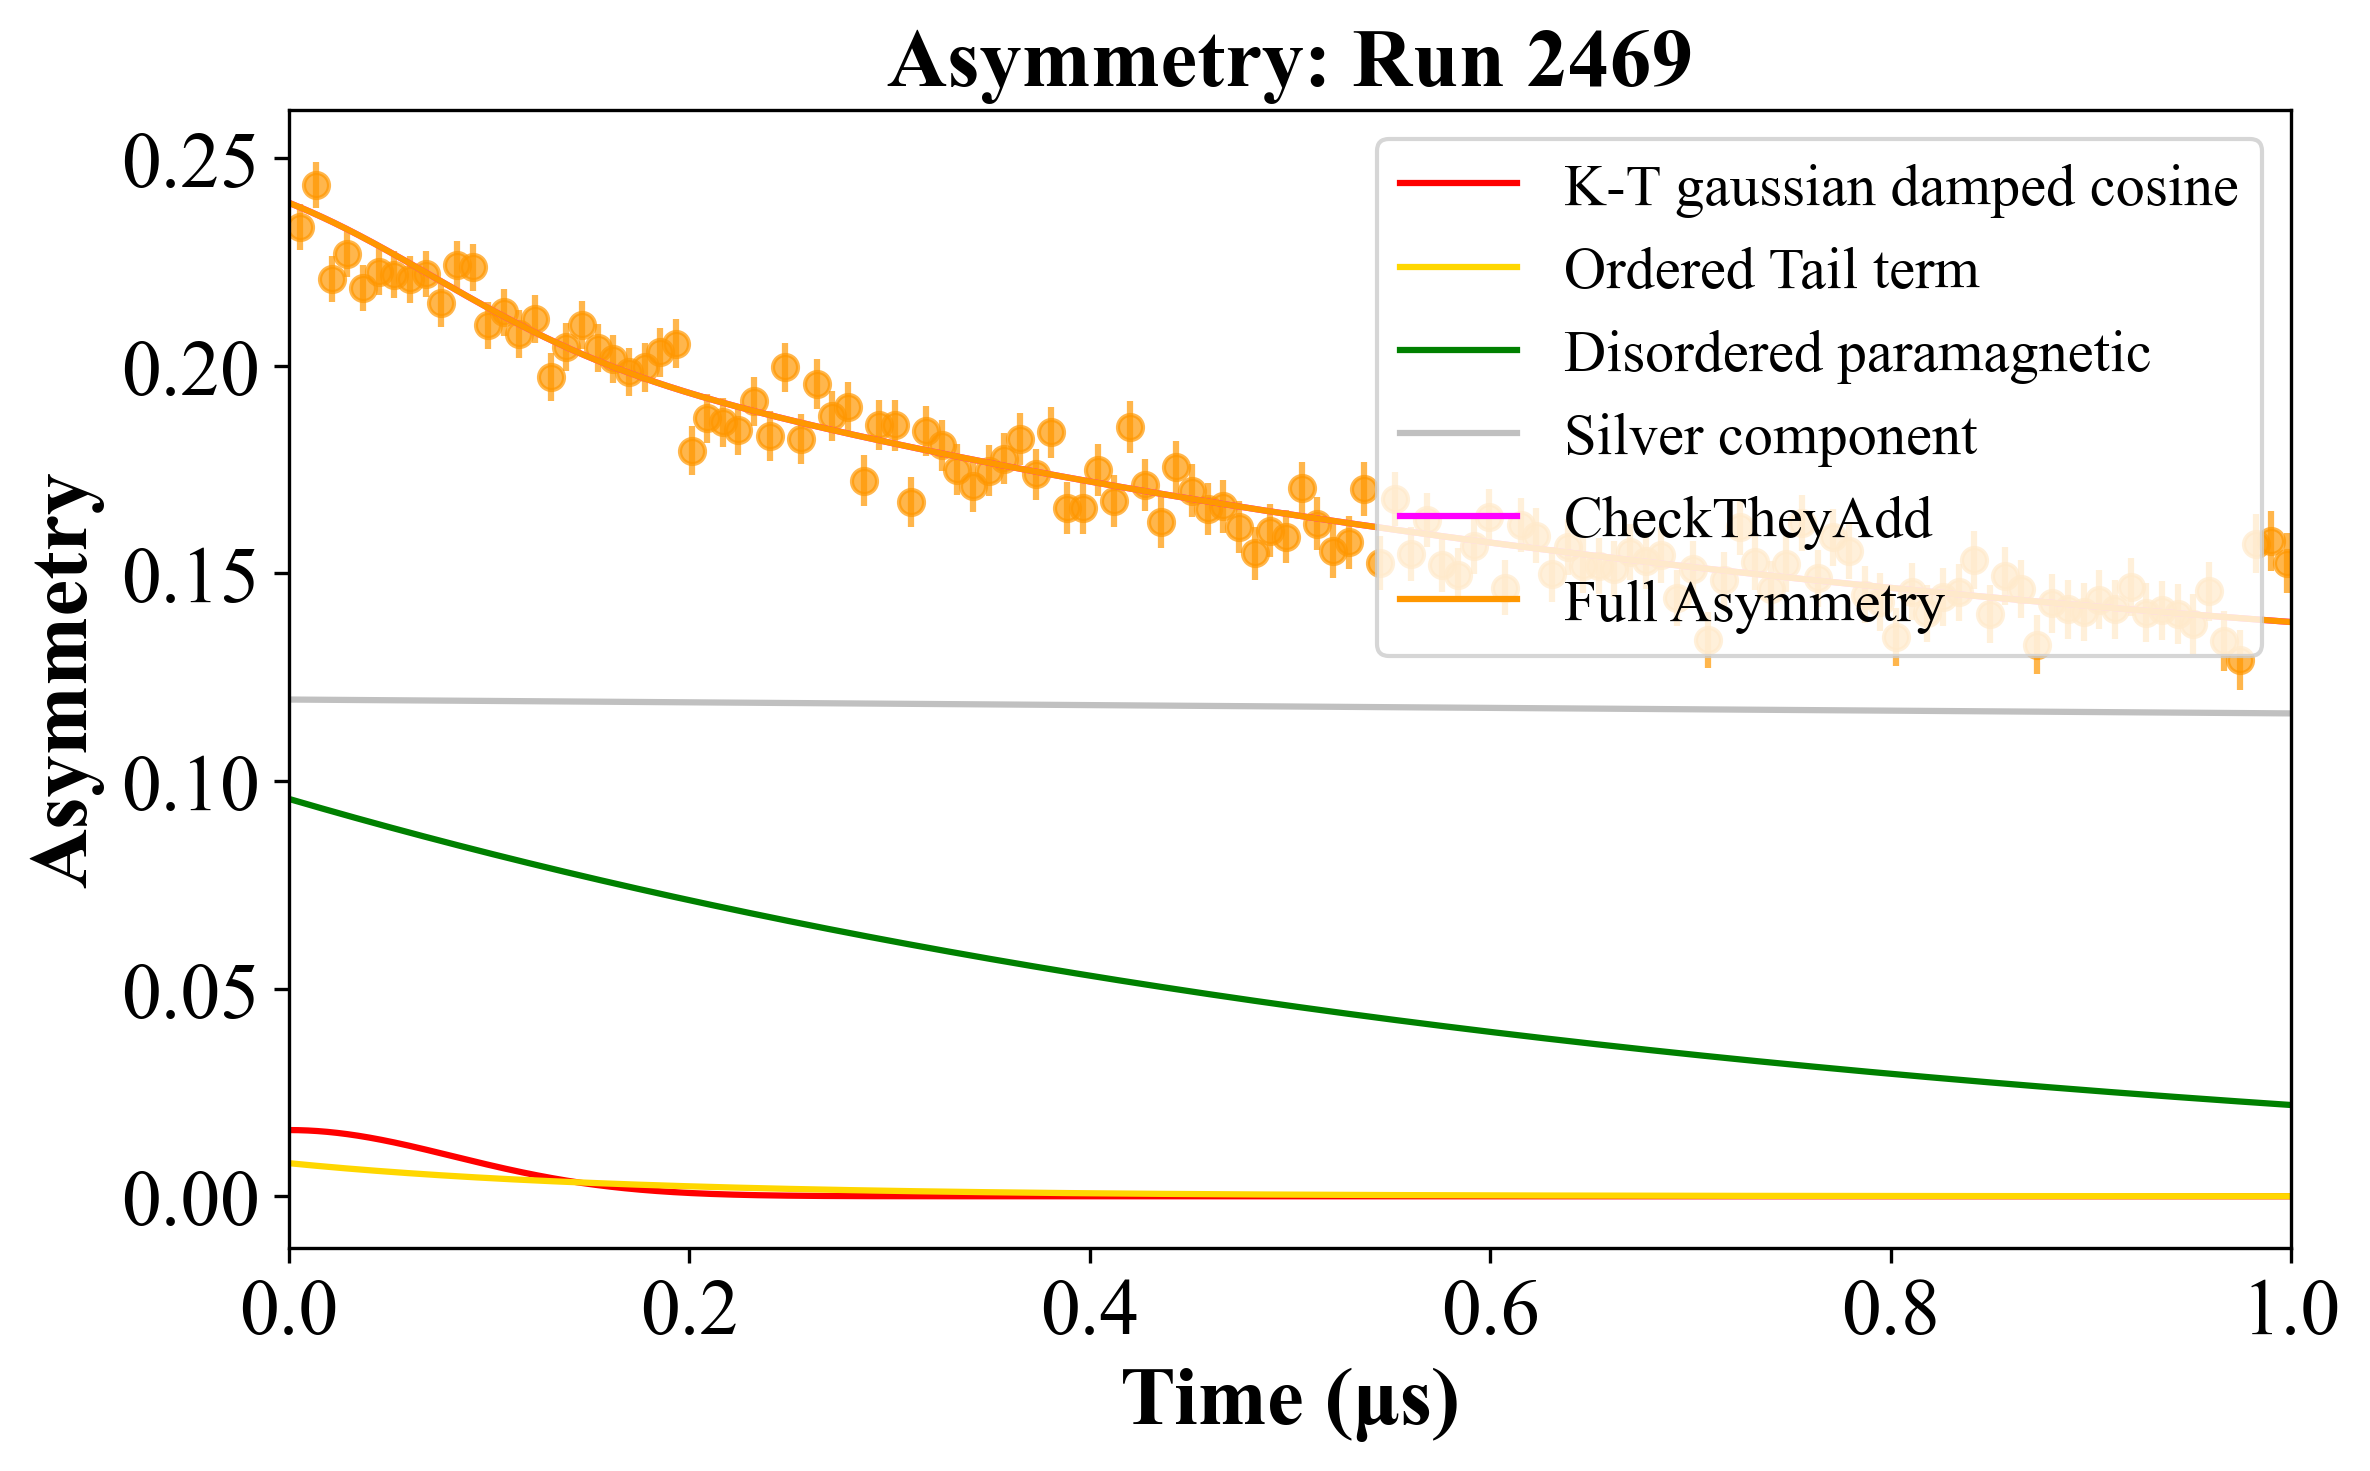 Asymmetry: Run 2469
Asymmetry
0.25
0.20
0.15
0.10
0.05
0.00
K-T gaussian damped cosine
Ordered Tail term
Disordered paramagnetic
Silver component
CheckTheyAdd
Full Asymmetry
0.0 0.2 0.4 0.6 0.8 1.0
Time (μs)